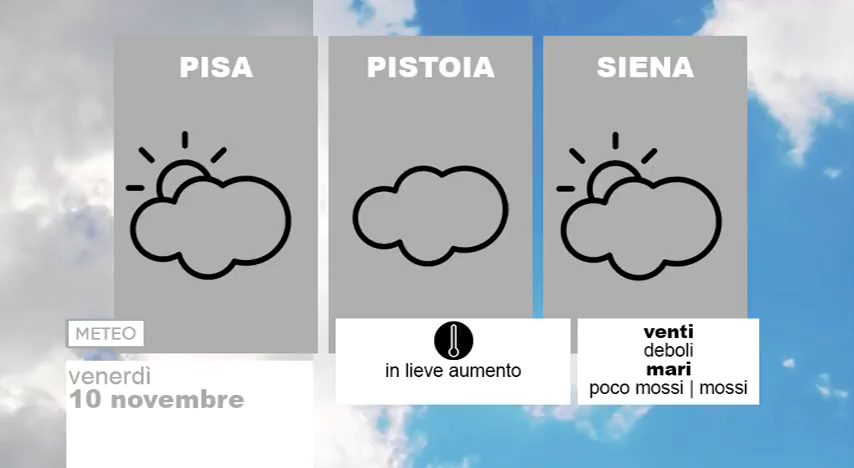 PISA
PISTOIA
SIENA
METEO
venerdì
10 novembre
in lieve aumento
venti
deboli
mari
poco mossi | mossi